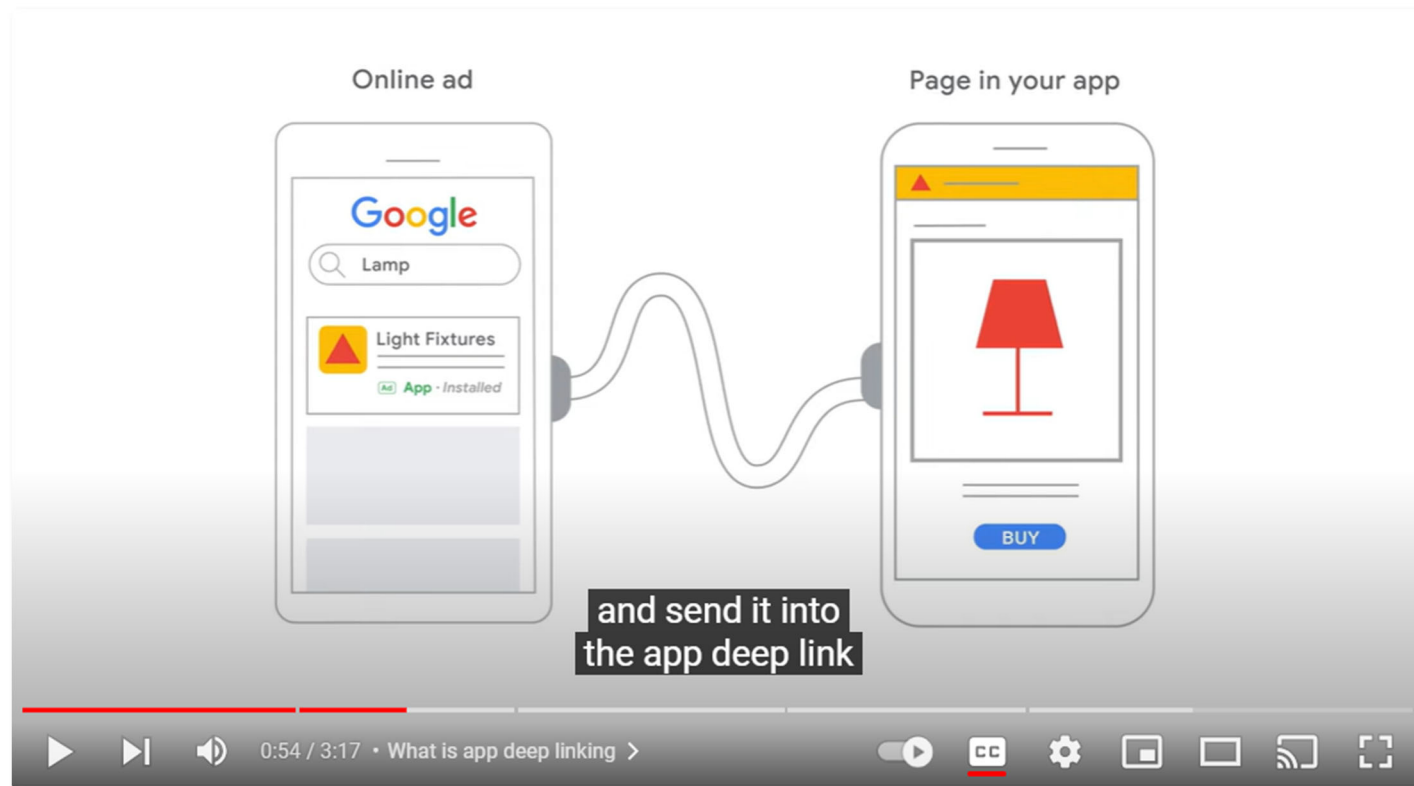 Online ad
Page in your app
Google
Lamp
Light Fixtures
Ad App · Installed
BUY
and send it into
the app deep link
0:54 / 3:17 • What is app deep linking >
CC